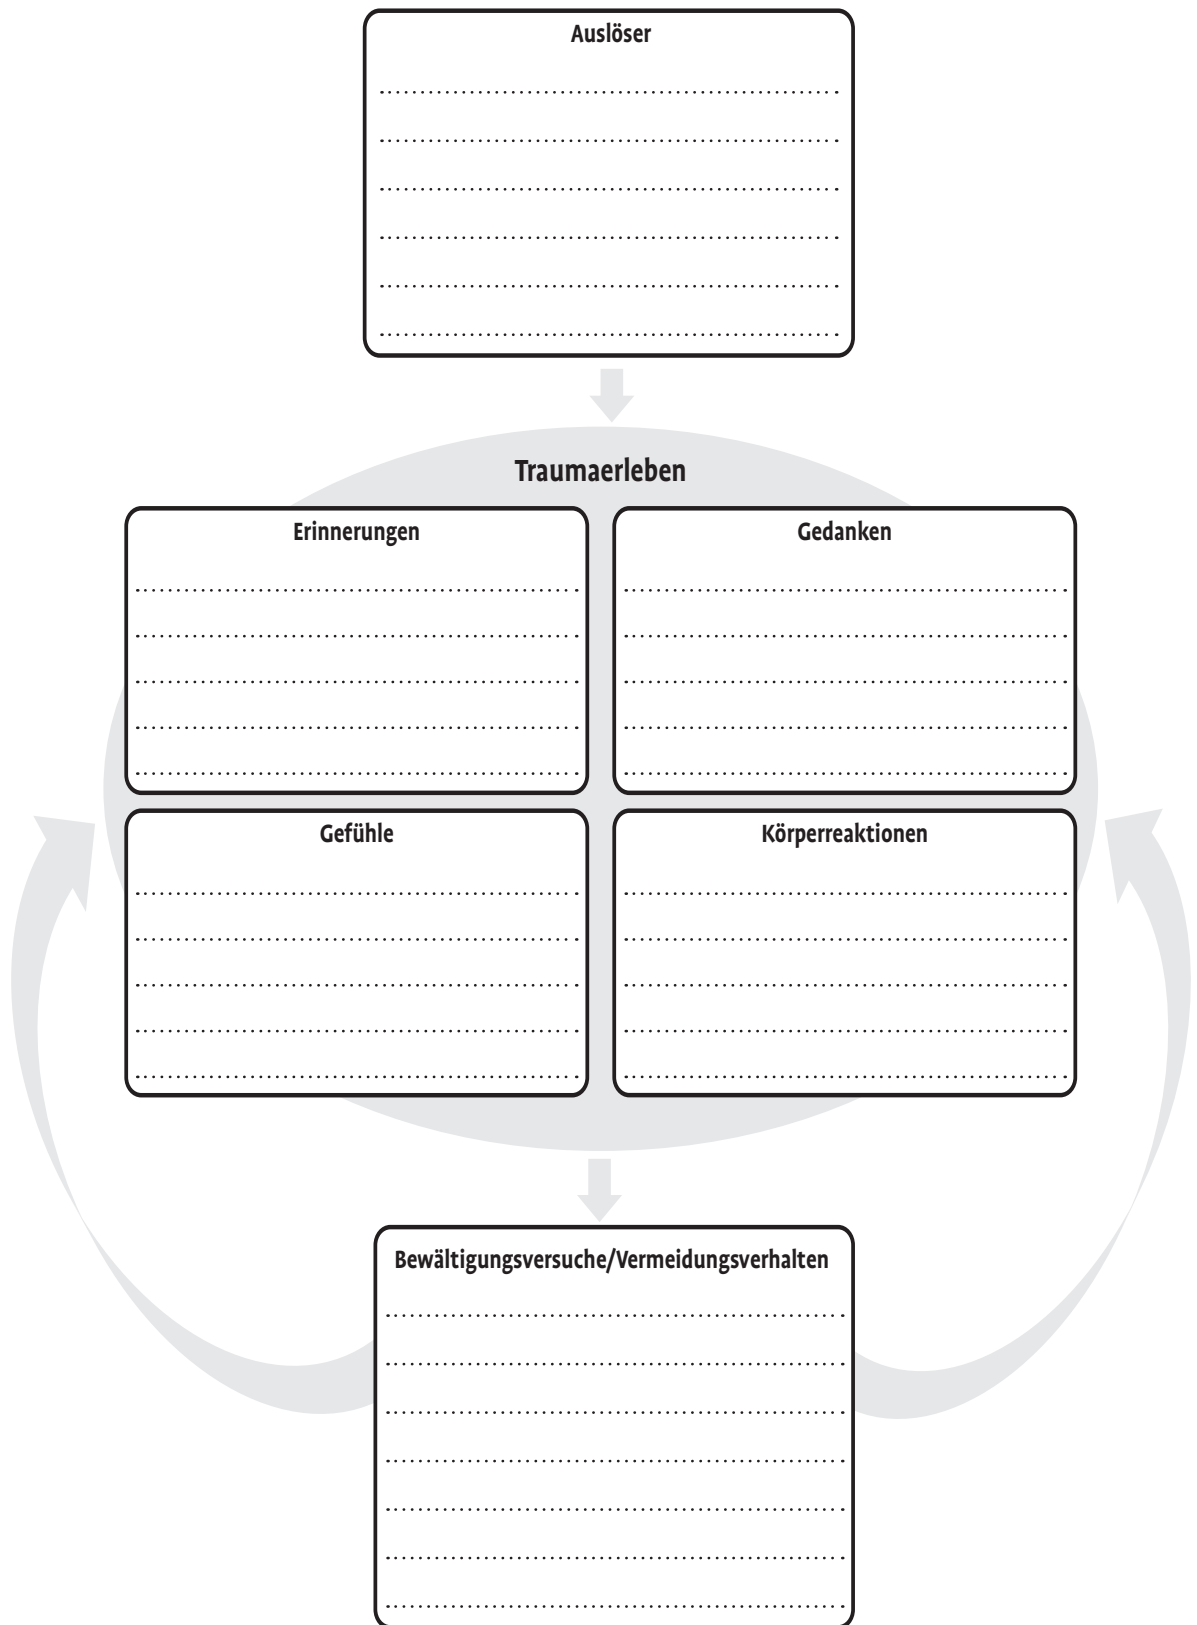 Auslöser
Traumaerleben
Erinnerungen
Gedanken
Gefühle
Körperreaktionen
Bewältigungsversuche/Vermeidungsverhalten